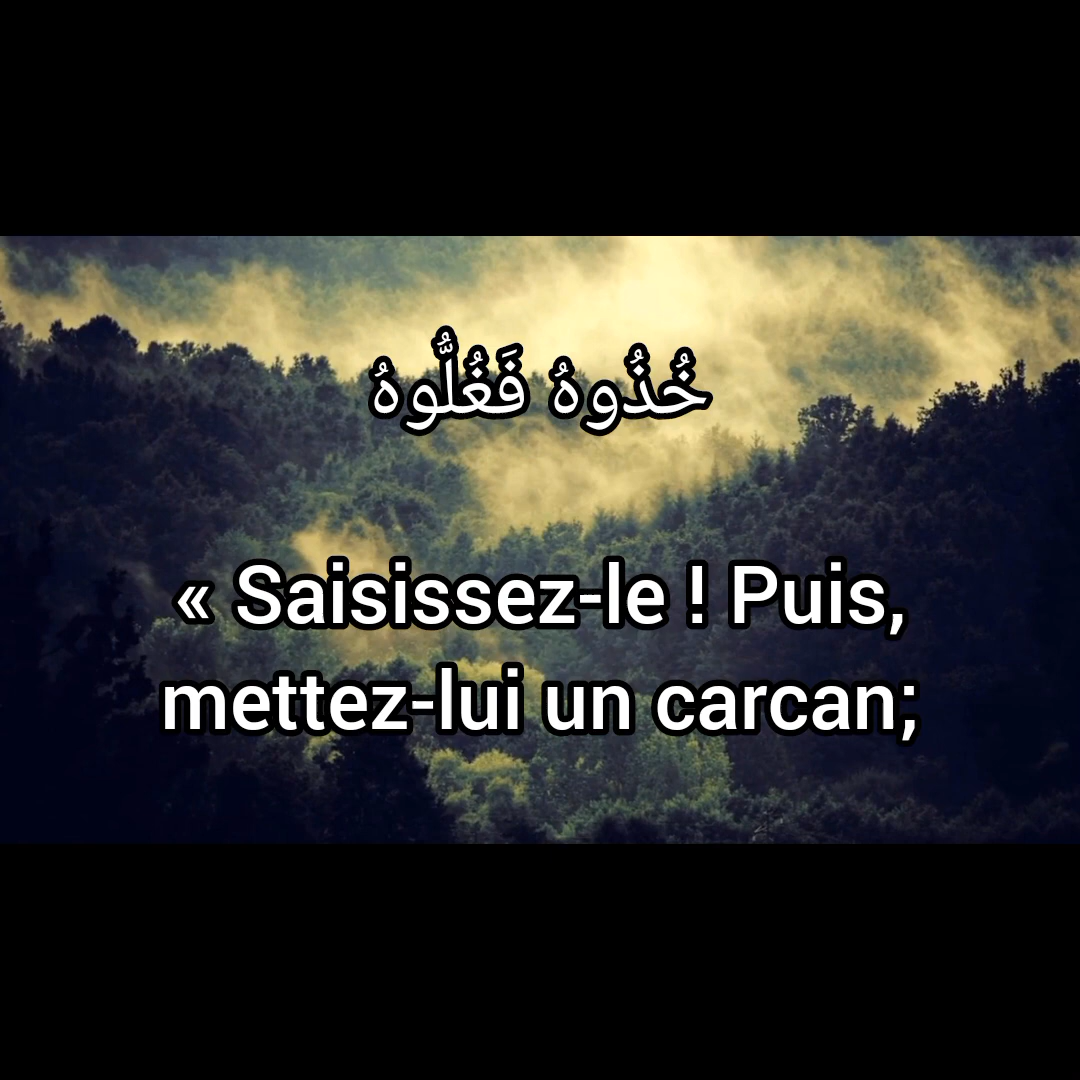 خُذُوهُ فَغُلُّوهُ
« Saisissez-le ! Puis,
mettez-lui un carcan;